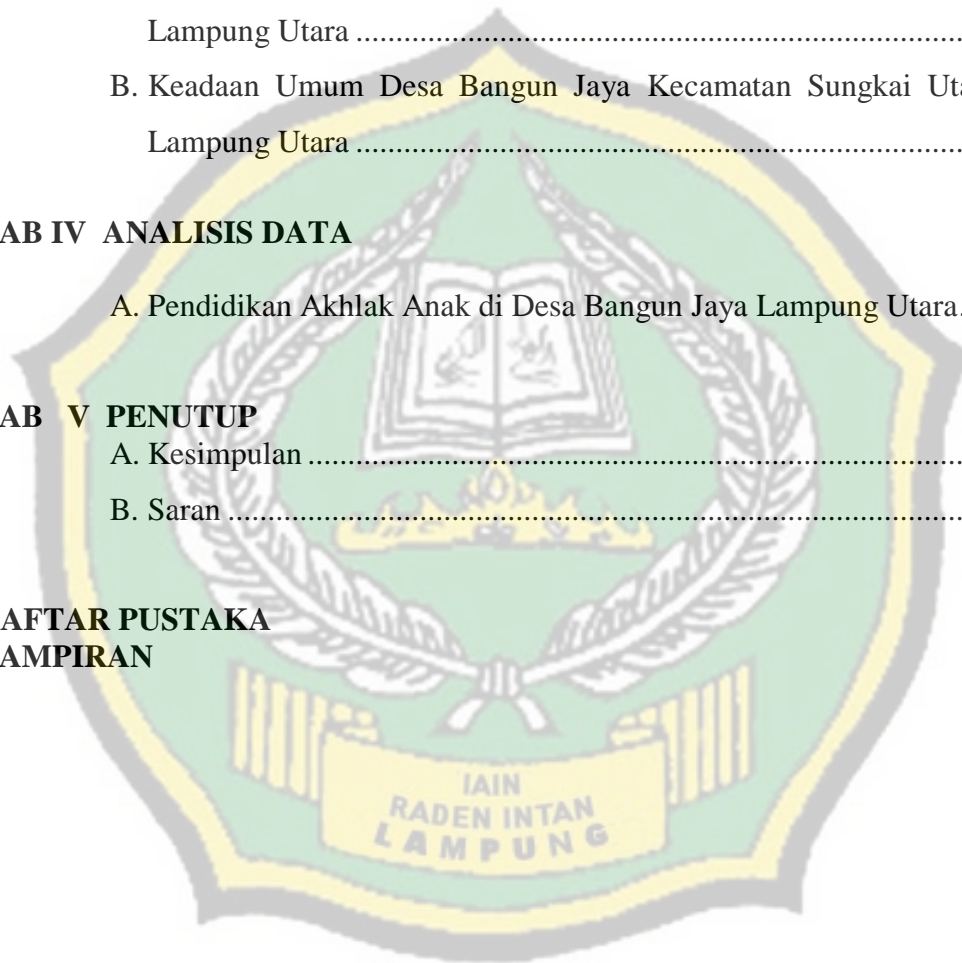 Lampung Utara ............................................................................
B. Keadaan Umum Desa Bangun Jaya Kecamatan Sungkai
Lampung Utara ............................................................................
AB IV ANALISIS DATA
A. Pendidikan Akhlak Anak di Desa Bangun Jaya Lampung Utara.
AB V PENUTUP
A. Kesimpulan ..................................................................................
B. Saran ............................................................................................
AFTAR PUSTAKA
AMPIRAN
IAIN
RADEN INTAN
LAMPUNG